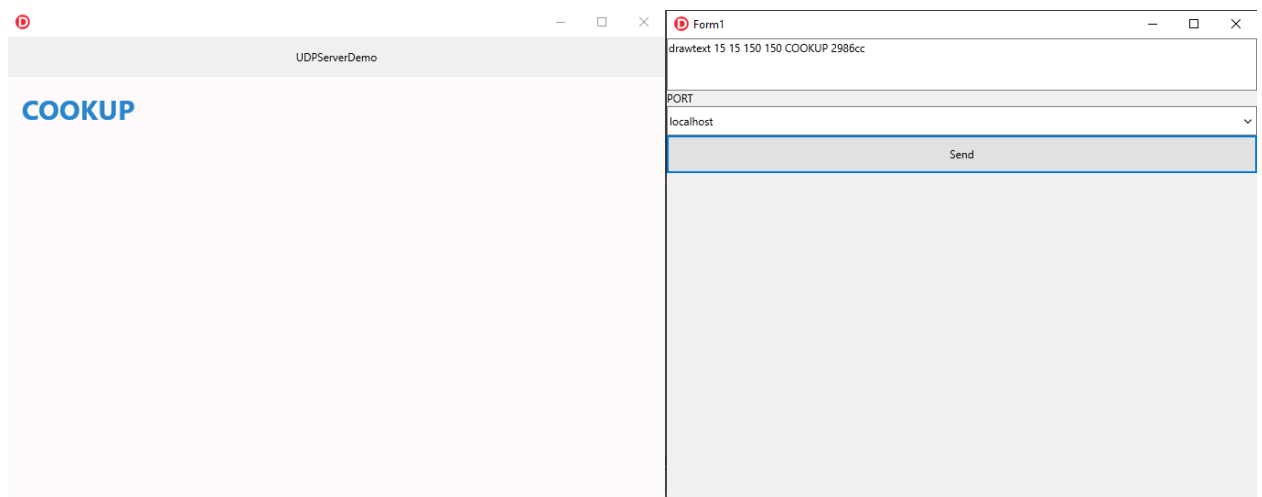 UDPServerDemo
COOKUP
Form1
drawtext 15 15 150 150 COOKUP 2986cc
PORT
localhost
Send